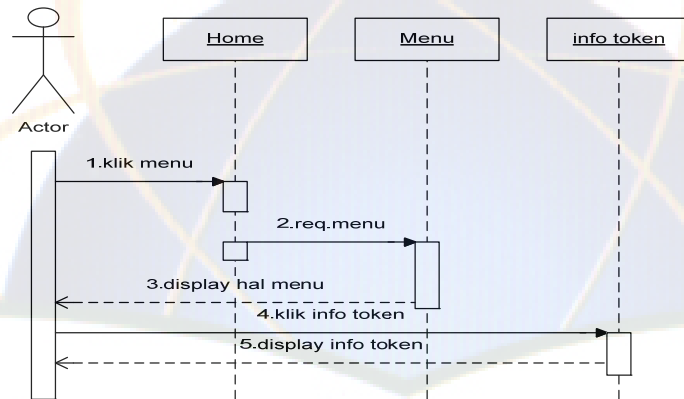 Home
Menu
info token
Actor
1.klik menu
2.req.menu
3.display hal menu
4.klik info token
5.display info token